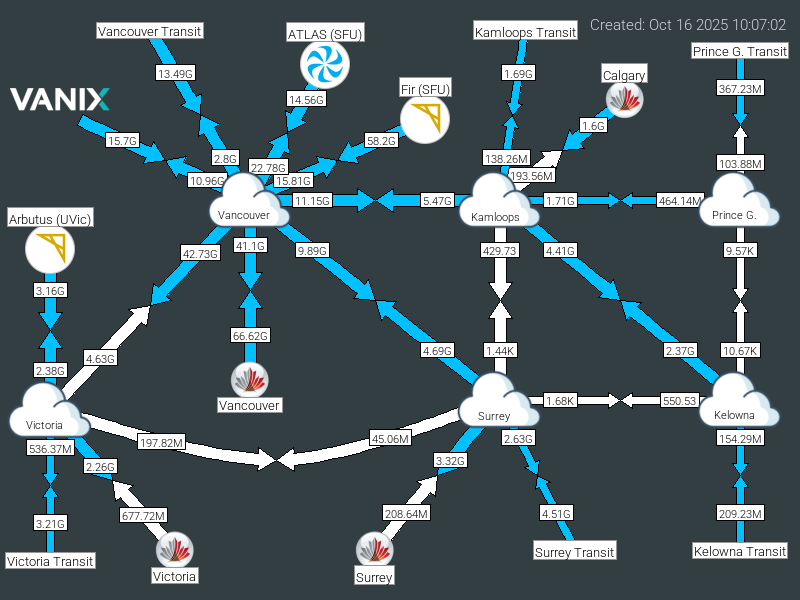 Created: Oct 16 2025 10:07:02
Vancouver Transit
ATLAS (SFU)
Kamloops Transit
Prince G. Transit
13.49G
1.69G
Calgary
367.23M
Fir (SFU)
VANIX
14.56G
15.7G
58.2G
1.6G
2.8G
138.26M
103.88M
22.78G
10.96G
15.81G
193.56M
11.15G
5.47G
1.71G
464.14M
Vancouver
Kamloops
Prince G.
Arbutus (UVic)
42.73G
41.1G
9.89G
429.73
4.41G
9.57K
3.16G
66.62G
4.63G
4.69G
1.44K
2.37G
10.67K
2.38G
Vancouver
1.68K
550.53
Victoria
Surrey
Kelowna
197.82M
45.06M
536.37M
2.63G
154.29M
2.26G
3.32G
3.21G
677.72M
208.64M
4.51G
209.23M
Victoria Transit
Victoria
Surrey
Surrey Transit
Kelowna Transit